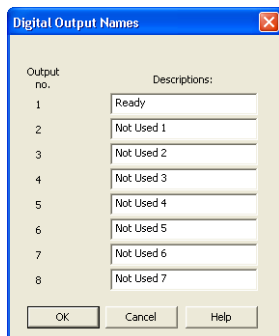 Digital Output Names
Output
no.
Descriptions:
1 Ready
2 Not Used 1
3 Not Used 2
4 Not Used 3
5 Not Used 4
6 Not Used 5
7 Not Used 6
8 Not Used 7
OK Cancel Help